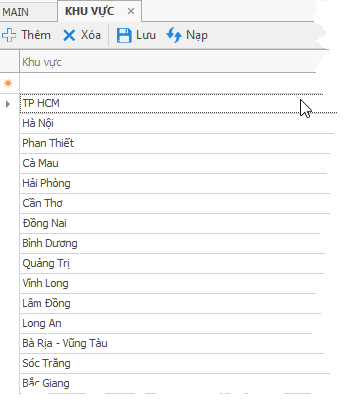 MAIN KHU VỰC
Thêm Xóa Lưu Nạp
Khu vực
TP HCM
Hà Nội
Phan Thiết
Cà Mau
Hải Phòng
Cần Thơ
Đồng Nai
Bình Dương
Quảng Trị
Vĩnh Long
Lâm Đồng
Long An
Bà Rịa - Vũng Tàu
Sóc Trăng
Bắc Giang